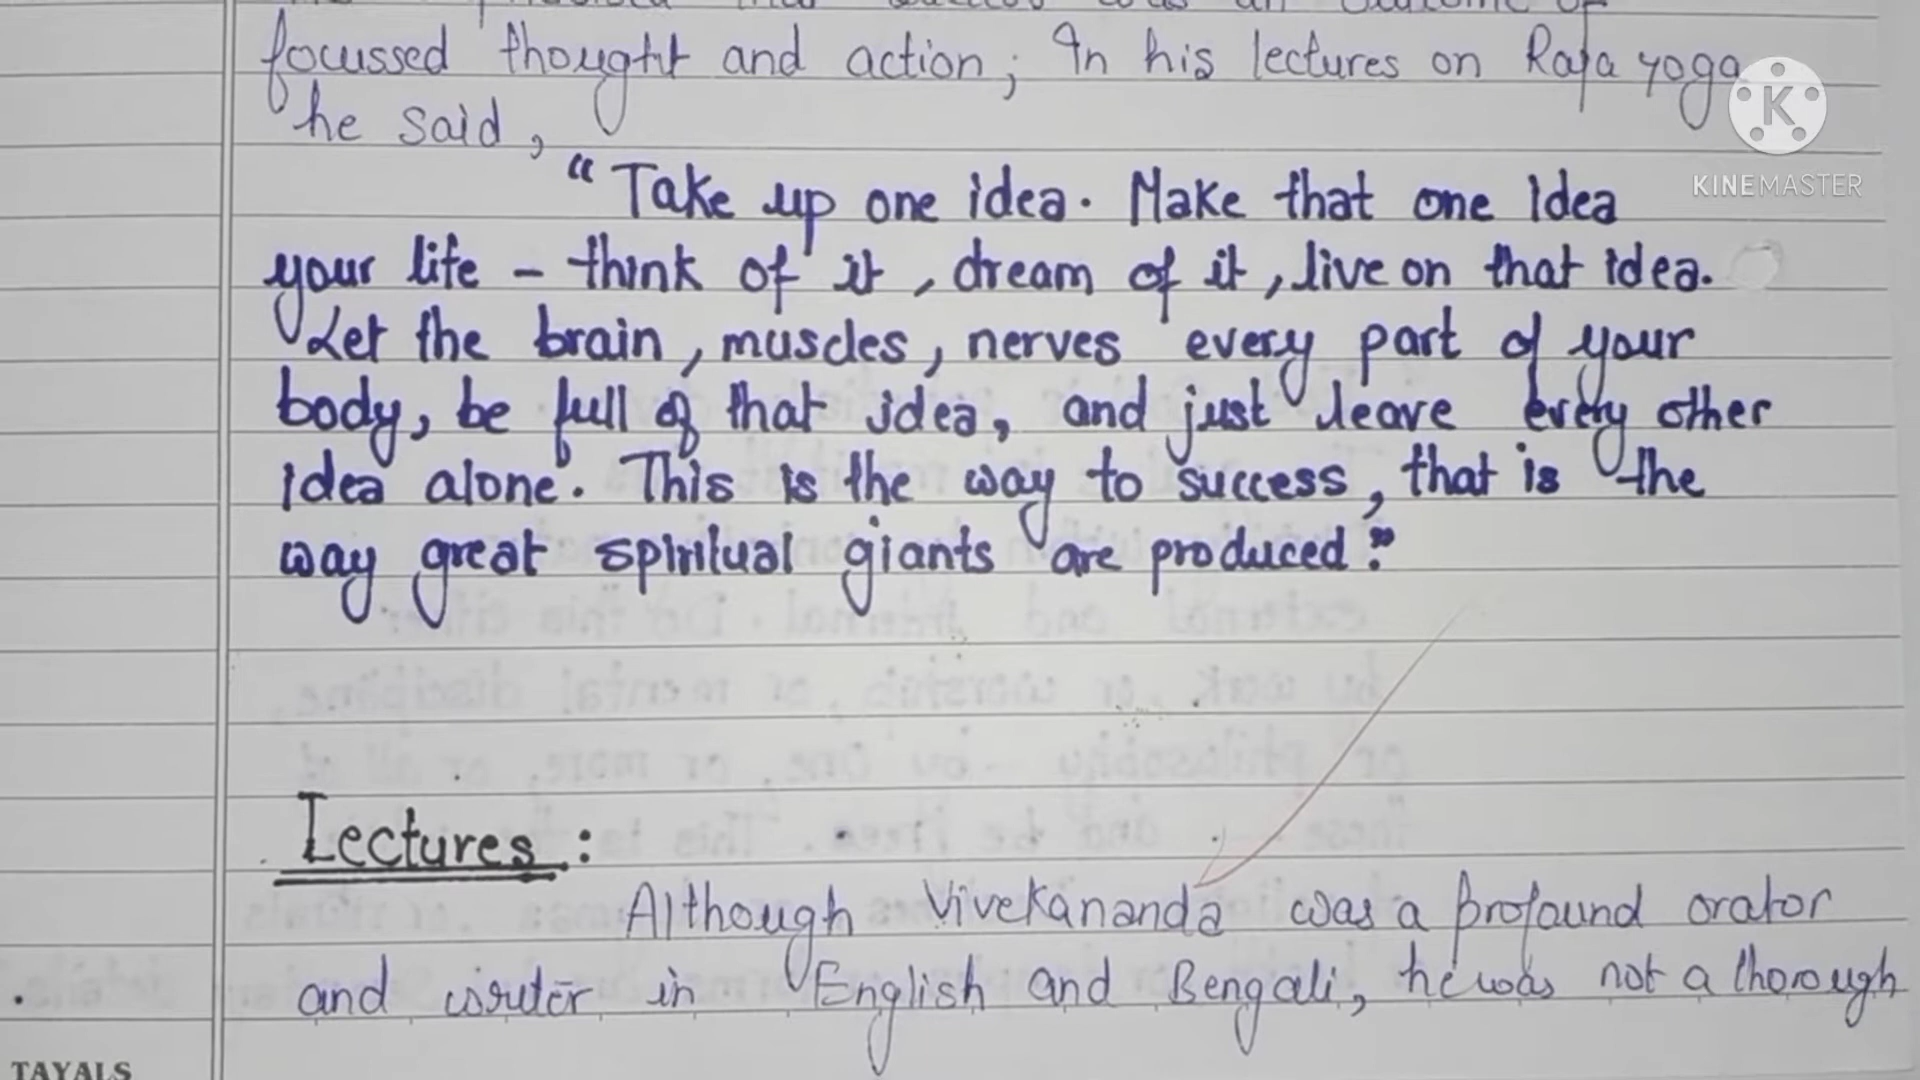 focussed thought and action; In his lectures on Raja yoga
he said,
"Take up one idea. Make that one Idea
your life - think of it, dream of it, live on that idea.
Let the brain, muscles, nerves every part of your
body, be full of that idea, and just leave every other
idea alone. This is the way to success, that is the
way great spiritual giants are produced."
Lectures :
Although Vivekananda was a profound orator
and writer in English and Bengali, he was not a thorough
TAYALS
K
KINEMASTER